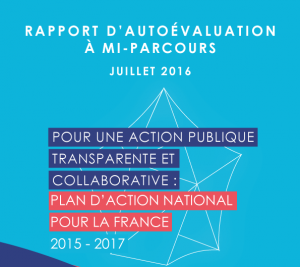 RAPPORT D'AUTOÉVALUATION
À MI-PARCOURS
JUILLET 2016
POUR UNE ACTION PUBLIQUE
TRANSPARENTE ET
COLLABORATIVE :
PLAN D'ACTION NATIONAL
POUR LA FRANCE
2015 - 2017